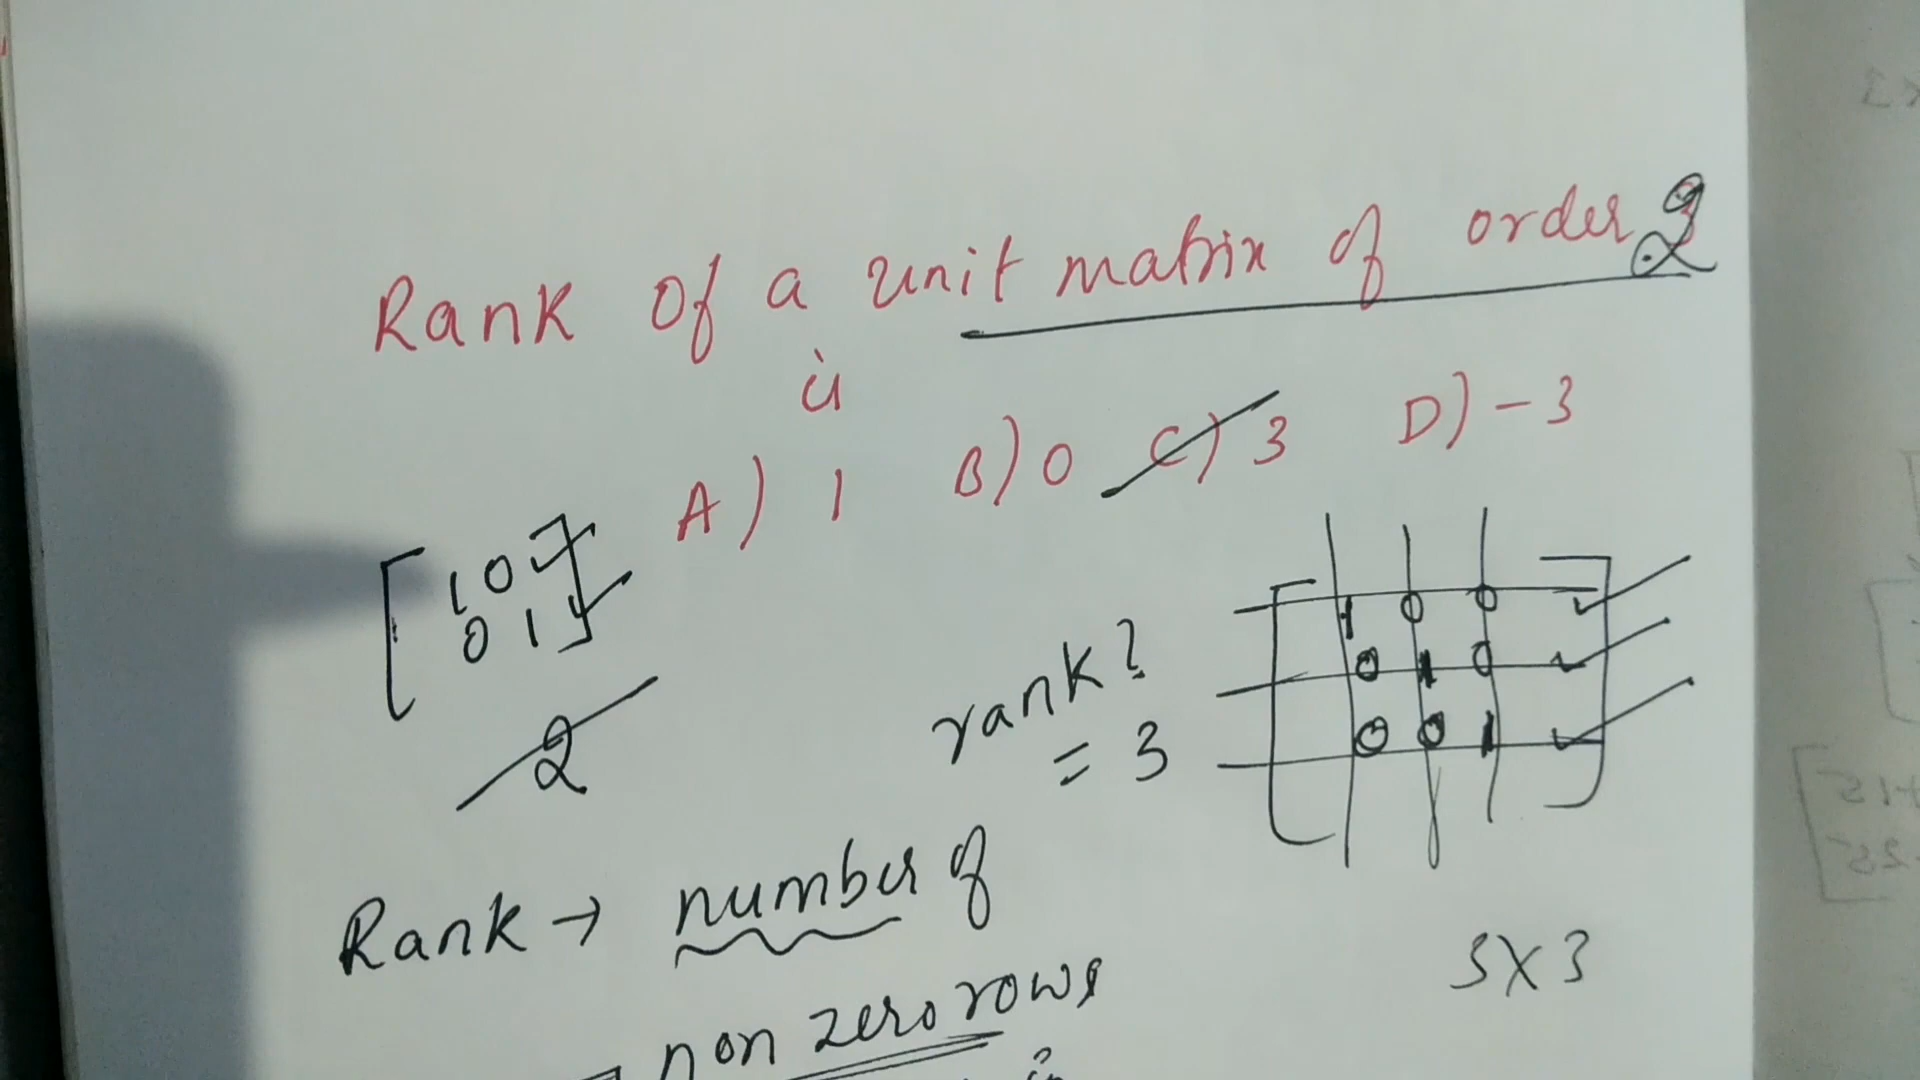 Rank of a unit matrix of order 2
is
A) 1 B) 0 C) 3 D) -3
1 0
0 1
2
rank?
= 3
1 0 0
0 1 0
0 0 1
3X3
Rank → number of
non zero rows